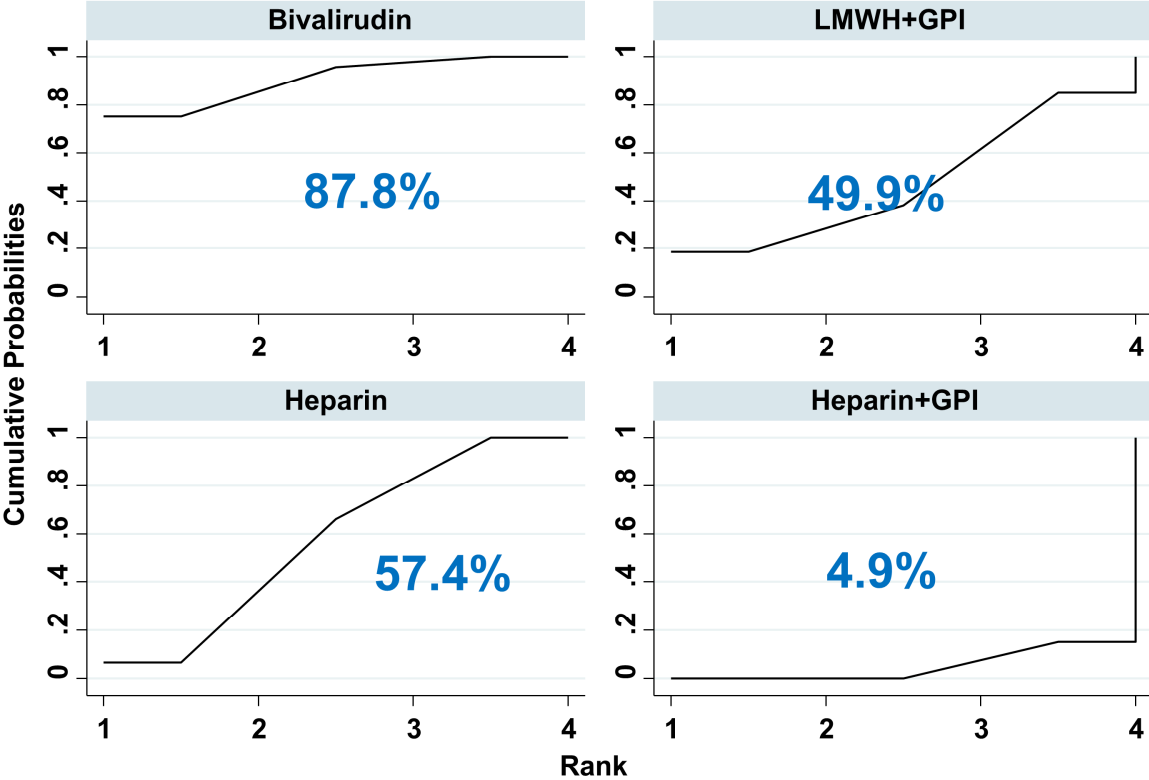 Bivalirudin
LMWH+GPI
Cumulative Probabilities
1
.8
.6
.4
.2
0
87.8%
1 2 3 4
1
.8
.6
.4
.2
0
49.9%
1 2 3 4
Heparin
Heparin+GPI
1
.8
.6
.4
.2
0
57.4%
1 2 3 4
1
.8
.6
.4
.2
0
4.9%
1 2 3 4
Rank